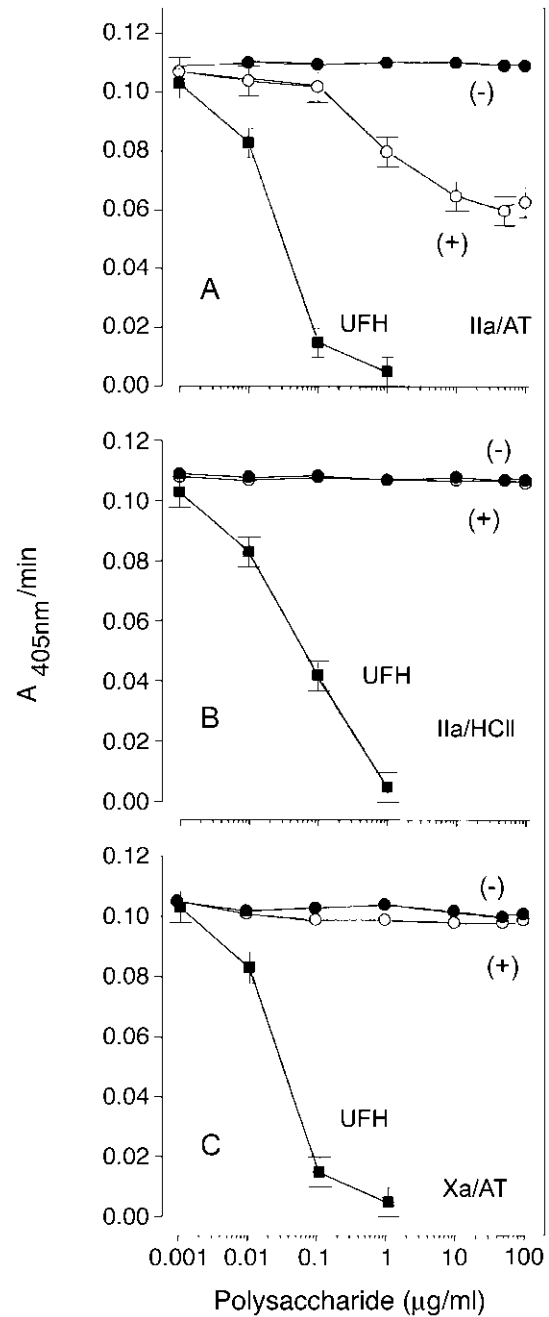 0.12
0.10
0.08
0.06
0.04
0.02
0.00
(-)
(+)
A
UFH
IIa/AT
0.12
0.10
0.08
0.06
0.04
0.02
0.00
(-)
(+)
UFH
B
IIa/HCII
A 405nm/min
0.12
0.10
0.08
0.06
0.04
0.02
0.00
(-)
(+)
UFH
C
Xa/AT
0.001 0.01 0.1 1 10 100
Polysaccharide (μg/ml)